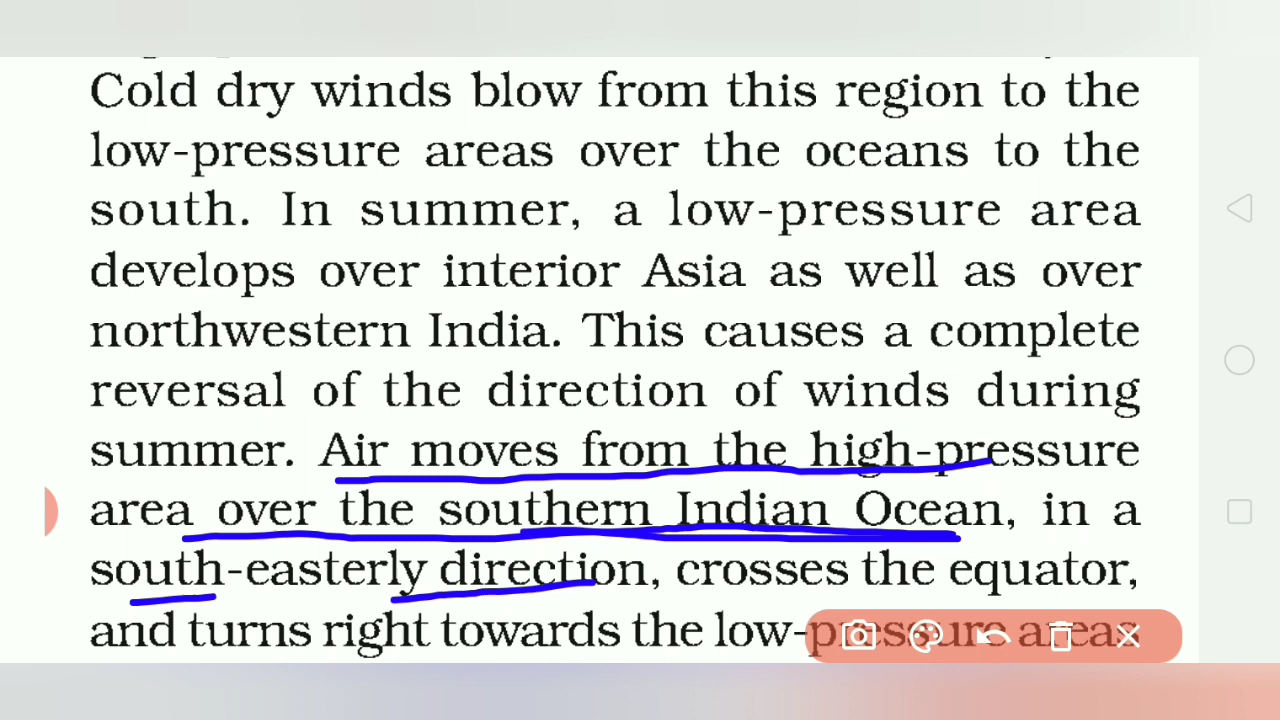 Cold dry winds blow from this region to the
low-pressure areas over the oceans to the
south. In summer, a low-pressure area
develops over interior Asia as well as over
northwestern India. This causes a complete
reversal of the direction of winds during
summer. Air moves from the high-pressure
area over the southern Indian Ocean, in a
south-easterly direction, crosses the equator,
and turns right towards the low-pressure areas